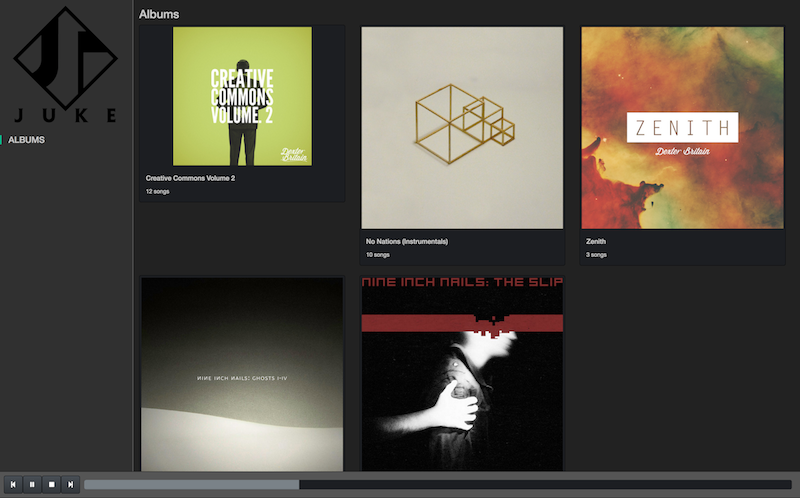 JUKE
ALBUMS
Albums
CREATIVE
COMMONS
VOLUME. 2
Dexter
Britain
Creative Commons Volume 2
12 songs
No Nations (Instrumentals)
10 songs
ZENITH
Dexter Britain
Zenith
3 songs
NINE INCH NAILS: GHOSTS I-IV
NINE INCH NAILS: THE SLIP